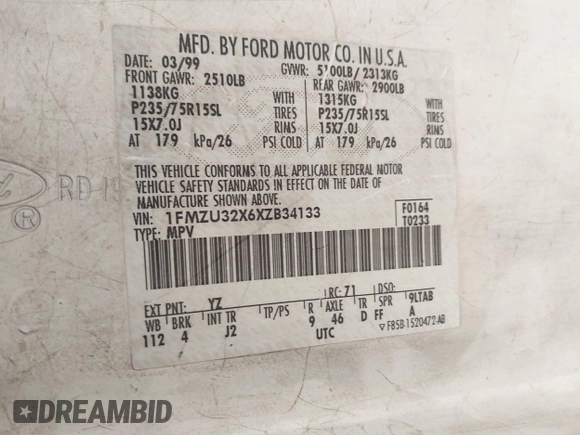 MFD. BY FORD MOTOR CO. IN U.S.A.
DATE: 03/99 GVWR: 5100LB/ 2313KG
FRONT GAWR: 2510LB REAR GAWR: 2900LB
1138KG WITH 1315KG WITH
P235/75R15SL TIRES P235/75R15SL TIRES
15X7.0J RIMS 15X7.0J RIMS
AT 179 kPa/26 PSI COLD AT 179 kPa/26 PSI COLD
THIS VEHICLE CONFORMS TO ALL APPLICABLE FEDERAL MOTOR
VEHICLE SAFETY STANDARDS IN EFFECT ON THE DATE OF
MANUFACTURE SHOWN ABOVE.
VIN: 1FMZU32X6XZB34133 F0164
TYPE: MPV T0233
EXT PNT: YZ RC: 71 DSO:
WB BRK INT TR TP/PS R AXLE TR SPR 9LTAB
112 4 J2 9 46 D FF A
UTC ▽ F85B-1520472-AB
RD
DREAMBID